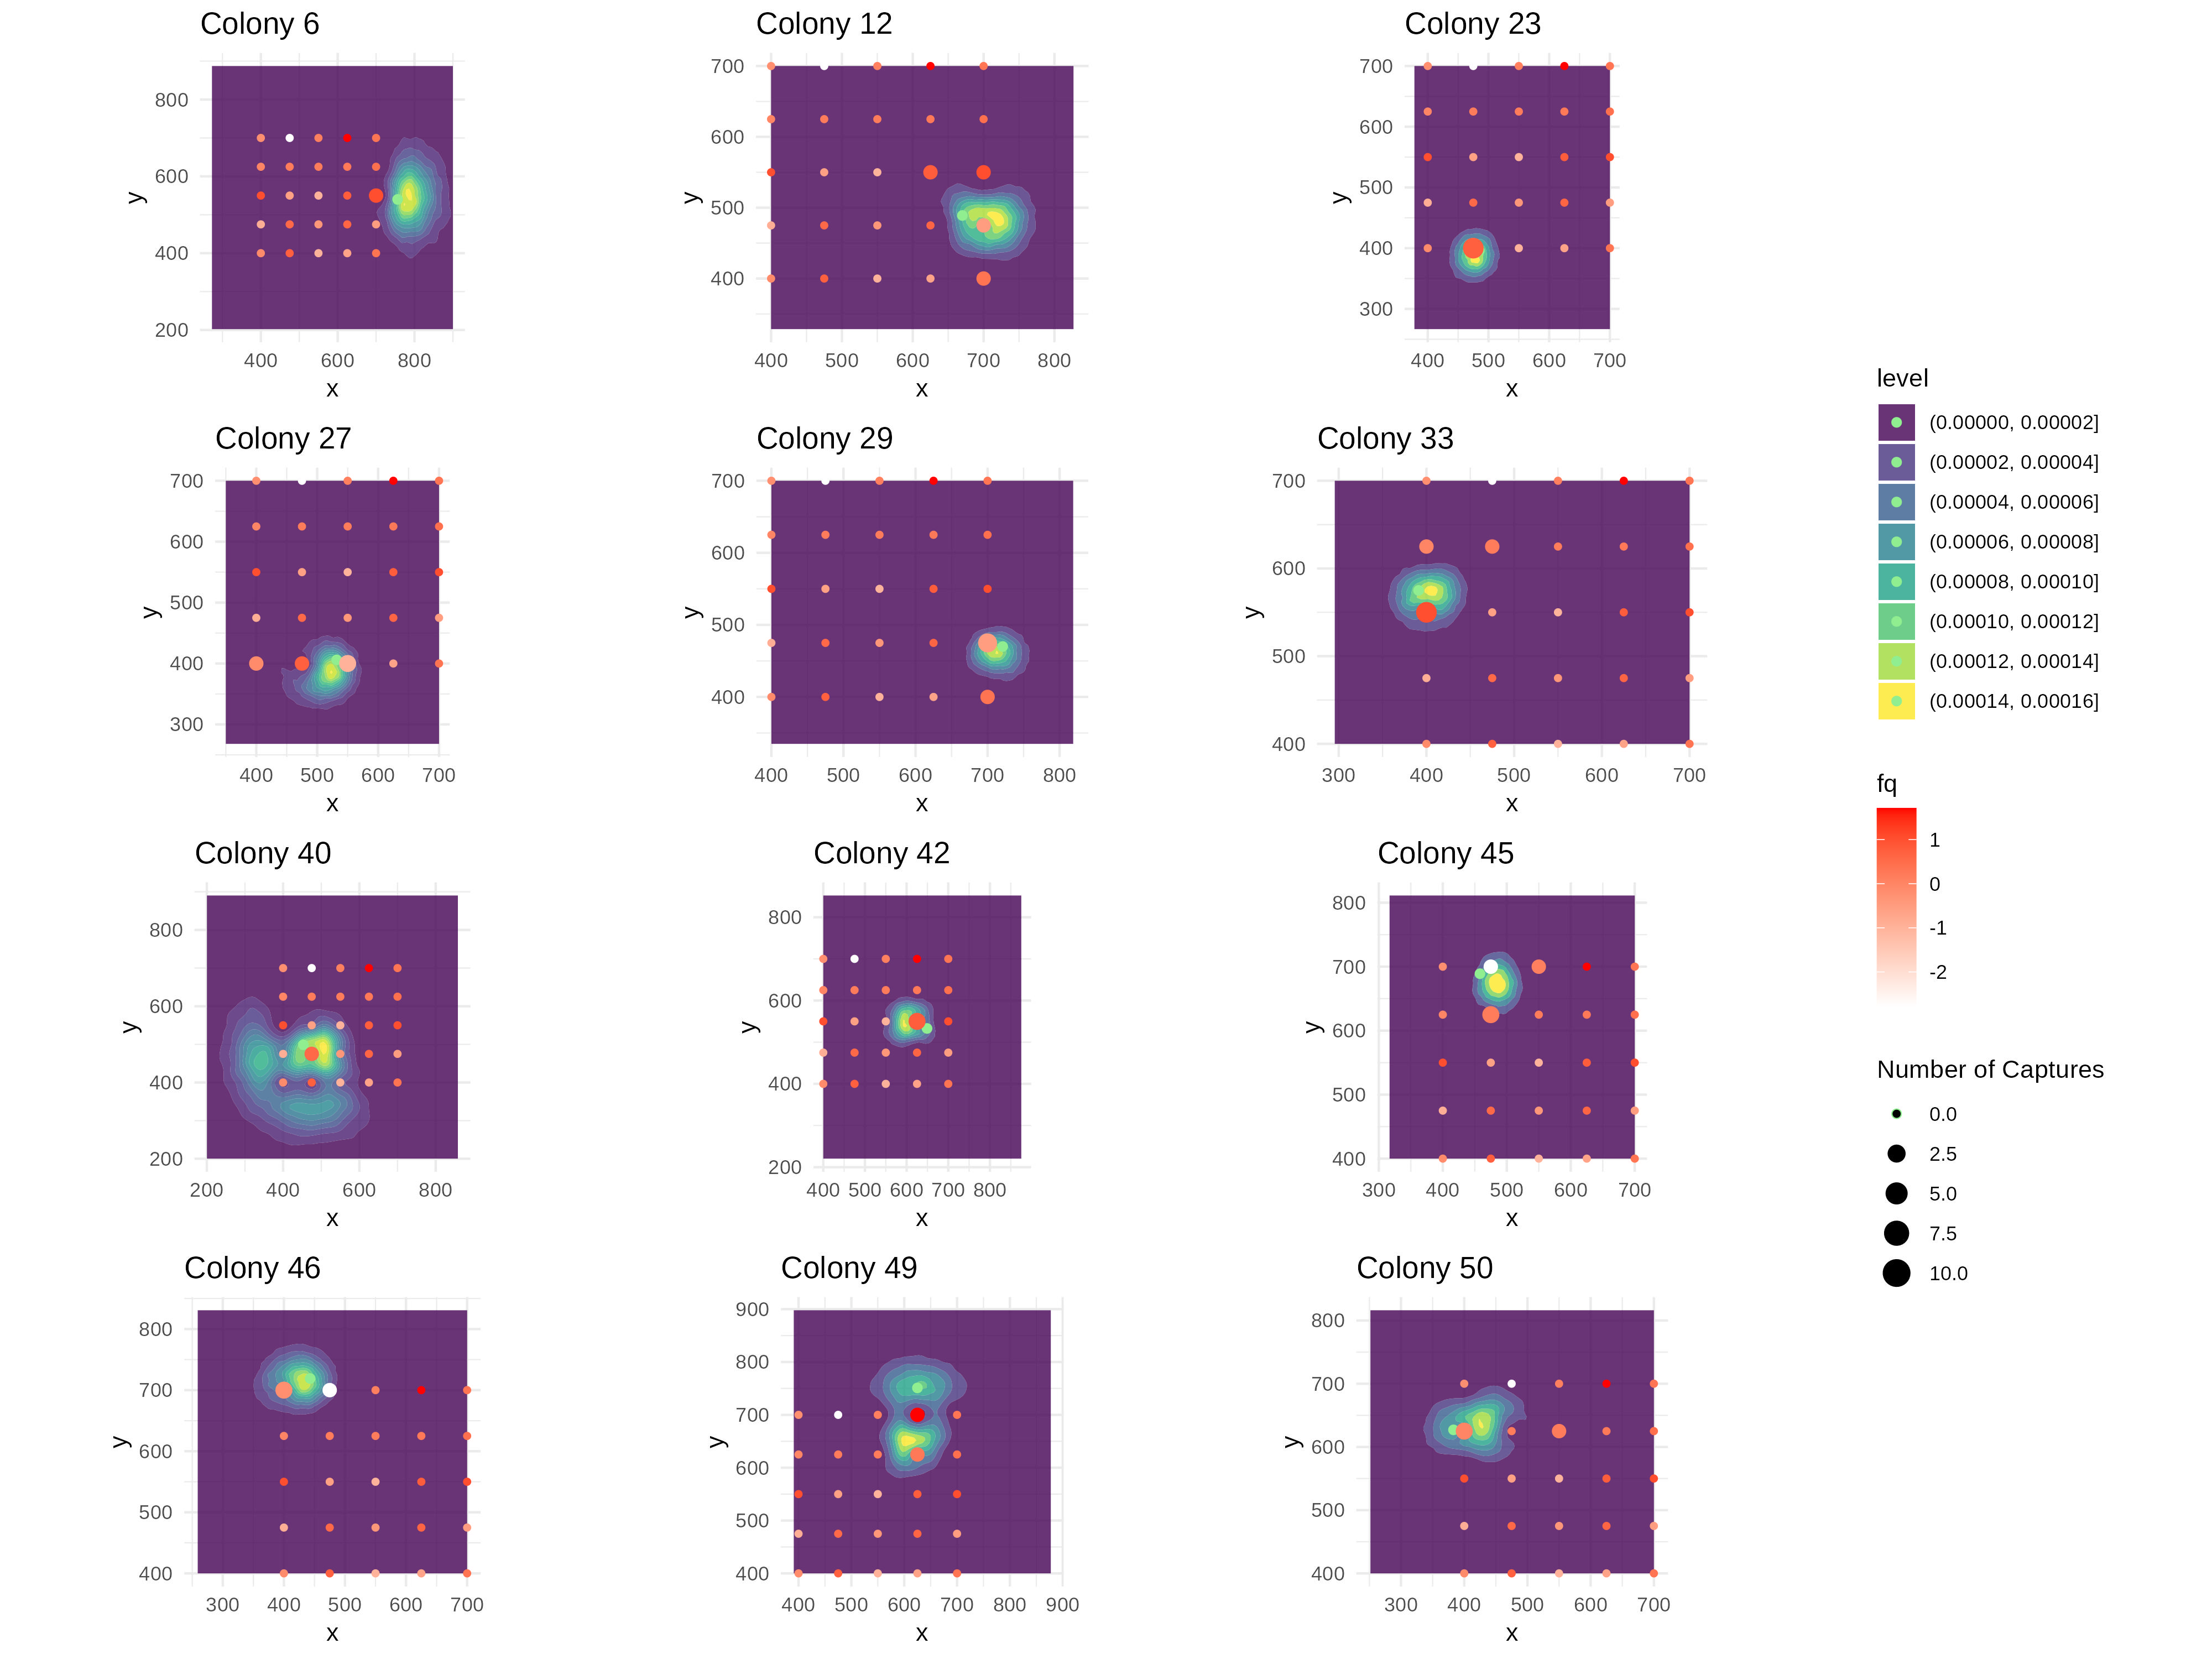 Colony 6
800
600
400
200
400 600 800
x
y
Colony 12
700
600
500
400
400 500 600 700 800
x
y
Colony 23
700
600
500
400
300
400 500 600 700
x
y
Colony 27
700
600
500
400
300
400 500 600 700
x
y
Colony 29
700
600
500
400
400 500 600 700 800
x
y
Colony 33
700
600
500
400
300 400 500 600 700
x
y
Colony 40
800
600
400
200
200 400 600 800
x
y
Colony 42
800
600
400
200
400 500 600 700 800
x
y
Colony 45
800
700
600
500
400
300 400 500 600 700
x
y
Colony 46
800
700
600
500
400
300 400 500 600 700
x
y
Colony 49
900
800
700
600
500
400
400 500 600 700 800 900
x
y
Colony 50
800
700
600
500
400
300 400 500 600 700
x
y
level
(0.00000, 0.00002]
(0.00002, 0.00004]
(0.00004, 0.00006]
(0.00006, 0.00008]
(0.00008, 0.00010]
(0.00010, 0.00012]
(0.00012, 0.00014]
(0.00014, 0.00016]
fq
1
0
-1
-2
Number of Captures
0.0
2.5
5.0
7.5
10.0